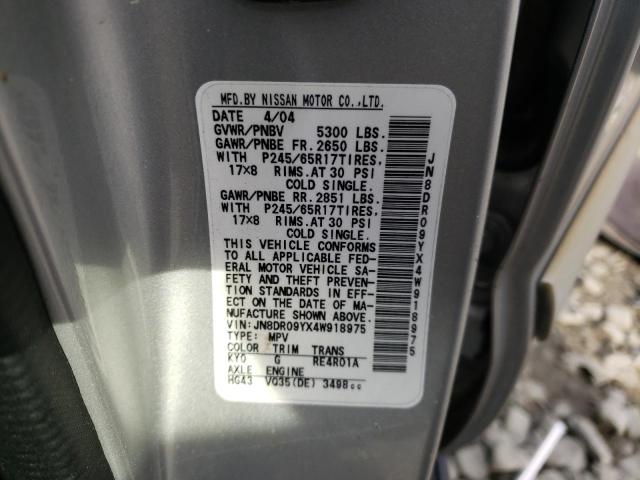 MFD.BY NISSAN MOTOR CO.,LTD.
DATE 4/04
GVWR/PNBV 5300 LBS.
GAWR/PNBE FR. 2650 LBS.
WITH P245/65R17TIRES,
17×8 RIMS.AT 30 PSI
COLD SINGLE.
GAWR/PNBE RR. 2851 LBS.
WITH P245/65R17TIRES,
17×8 RIMS.AT 30 PSI
COLD SINGLE.
THIS VEHICLE CONFORMS
TO ALL APPLICABLE FED-
ERAL MOTOR VEHICLE SA-
FETY AND THEFT PREVEN-
TION STANDARDS IN EFF-
ECT ON THE DATE OF MA-
NUFACTURE SHOWN ABOVE.
VIN: JN8DR09YX4W918975
TYPE: MPV
COLOR TRIM TRANS
KY0 G RE4R01A
AXLE ENGINE
HG43 VQ35(DE) 3498cc
JN8DR09YX4W918975